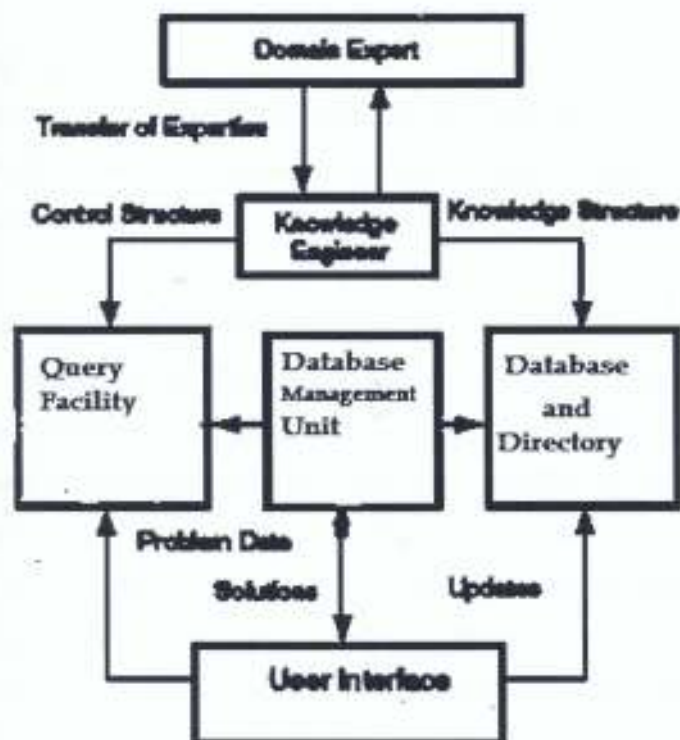 Domain Expert
Transfer of Expertise
Control Structure
Knowledge
Engineer
Knowledge Structure
Query
Facility
Database
Management
Unit
Database
and
Directory
Problem Data
Solutions
Updates
User Interface